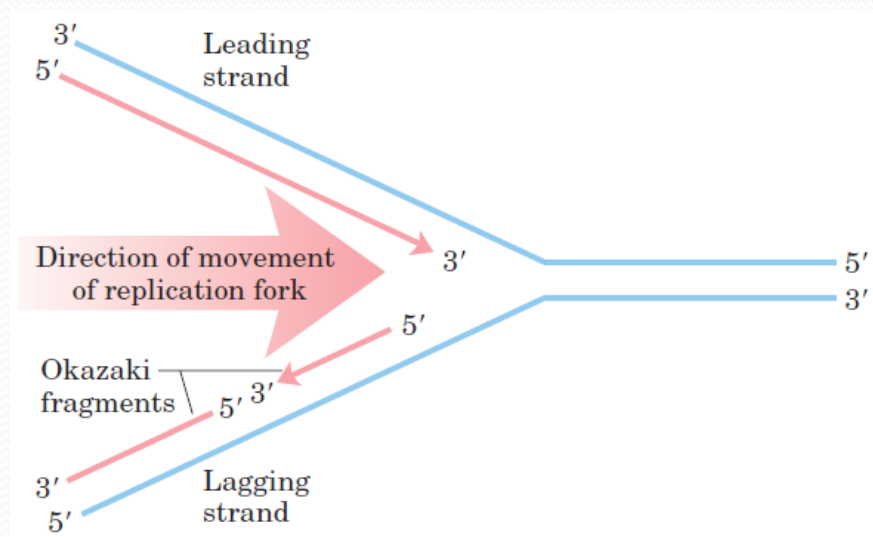 3′
Leading
strand
5′
Direction of movement
of replication fork
3′
5′
3′
5′
Okazaki
fragments
3′
5′
3′
5′
Lagging
strand